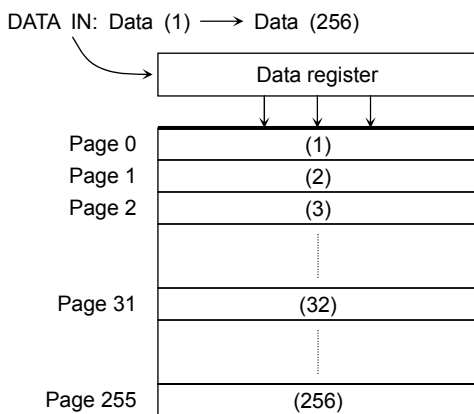 DATA IN: Data (1) → Data (256)
Data register
Page 0 (1)
Page 1 (2)
Page 2 (3)
Page 31 (32)
Page 255 (256)